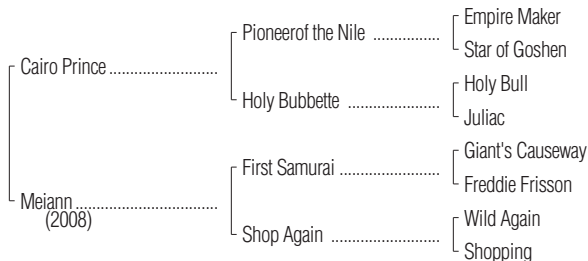 Empire Maker
Pioneerof the Nile ..................
Star of Goshen
Cairo Prince .............................
Holy Bull
Holy Bubbette .........................
Juliac
Giant's Causeway
First Samurai ...........................
Freddie Frisson
Meiann ......................................
(2008)
Wild Again
Shop Again .............................
Shopping